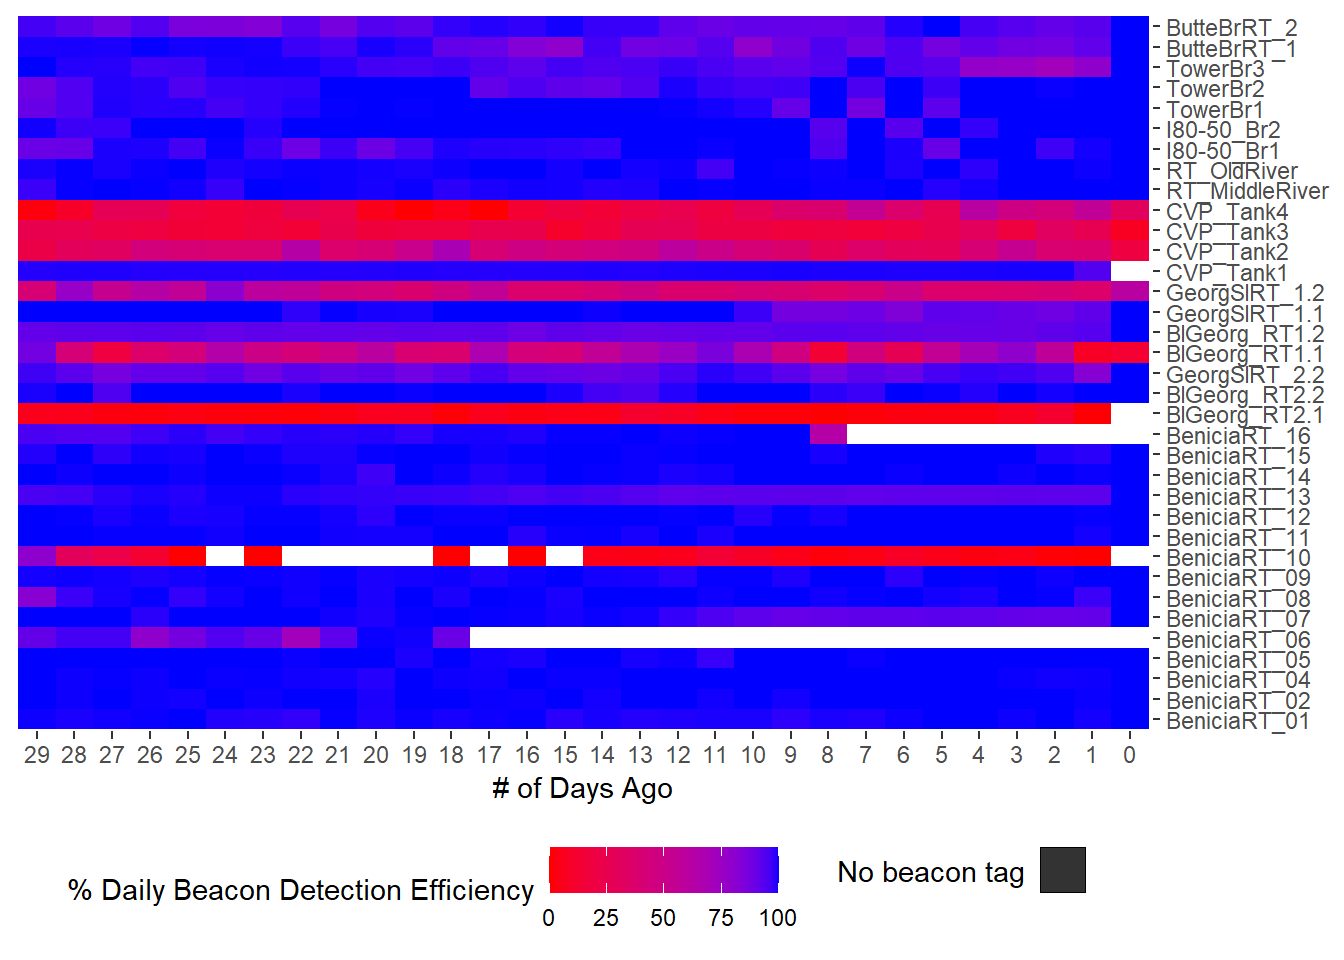 ButteBrRT_2
ButteBrRT_1
TowerBr3
TowerBr2
TowerBr1
I80-50_Br2
I80-50_Br1
RT_OldRiver
RT_MiddleRiver
CVP_Tank4
CVP_Tank3
CVP_Tank2
CVP_Tank1
GeorgSlRT_1.2
GeorgSlRT_1.1
BlGeorg_RT1.2
BlGeorg_RT1.1
GeorgSlRT_2.2
BlGeorg_RT2.2
BlGeorg_RT2.1
BeniciaRT_16
BeniciaRT_15
BeniciaRT_14
BeniciaRT_13
BeniciaRT_12
BeniciaRT_11
BeniciaRT_10
BeniciaRT_09
BeniciaRT_08
BeniciaRT_07
BeniciaRT_06
BeniciaRT_05
BeniciaRT_04
BeniciaRT_02
BeniciaRT_01
29 28 27 26 25 24 23 22 21 20 19 18 17 16 15 14 13 12 11 10 9 8 7 6 5 4 3 2 1 0
# of Days Ago
% Daily Beacon Detection Efficiency
0 25 50 75 100
No beacon tag